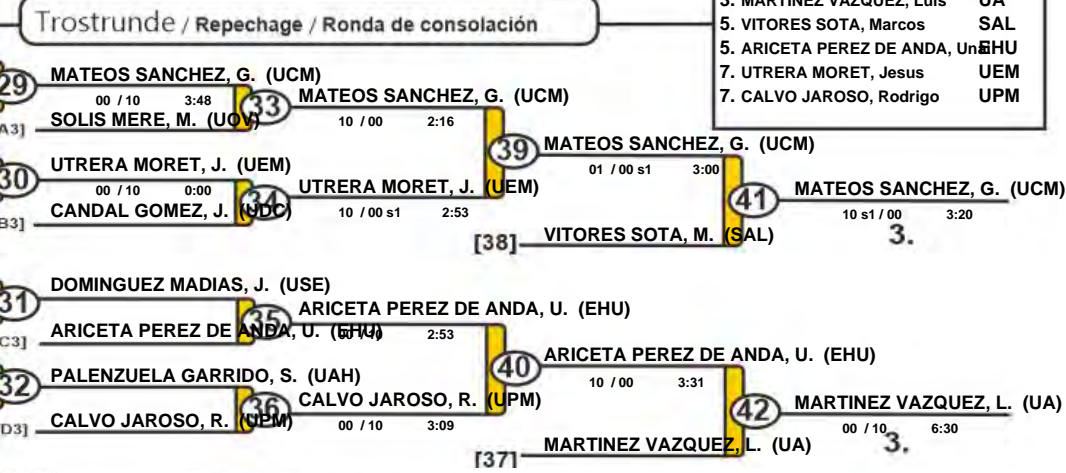 Trostrunde / Repechage / Ronda de consolación
3. MARTINEZ VAZQUEZ, Luis UA
5. VITORES SOTA, Marcos SAL
5. ARICETA PEREZ DE ANDA, Unai EHU
7. UTRERA MORET, Jesus UEM
7. CALVO JAROSO, Rodrigo UPM
29
MATEOS SANCHEZ, G. (UCM)
00 / 10 3:48
A3] SOLIS MERE, M. (UOV)
33
MATEOS SANCHEZ, G. (UCM)
10 / 00 2:16
30
UTRERA MORET, J. (UEM)
00 / 10 0:00
B3] CANDAL GOMEZ, J. (UDC)
34
UTRERA MORET, J. (UEM)
10 / 00 s1 2:53
39
MATEOS SANCHEZ, G. (UCM)
01 / 00 s1 3:00
[38] VITORES SOTA, M. (SAL)
41
MATEOS SANCHEZ, G. (UCM)
10 s1 / 00 3:20
3.
31
DOMINGUEZ MADIAS, J. (USE)
C3] ARICETA PEREZ DE ANDA, U. (EHU)
35
ARICETA PEREZ DE ANDA, U. (EHU)
00 / 10 2:53
32
PALENZUELA GARRIDO, S. (UAH)
D3] CALVO JAROSO, R. (UPM)
36
CALVO JAROSO, R. (UPM)
00 / 10 3:09
40
ARICETA PEREZ DE ANDA, U. (EHU)
10 / 00 3:31
[37] MARTINEZ VAZQUEZ, L. (UA)
42
MARTINEZ VAZQUEZ, L. (UA)
00 / 10 6:30
3.